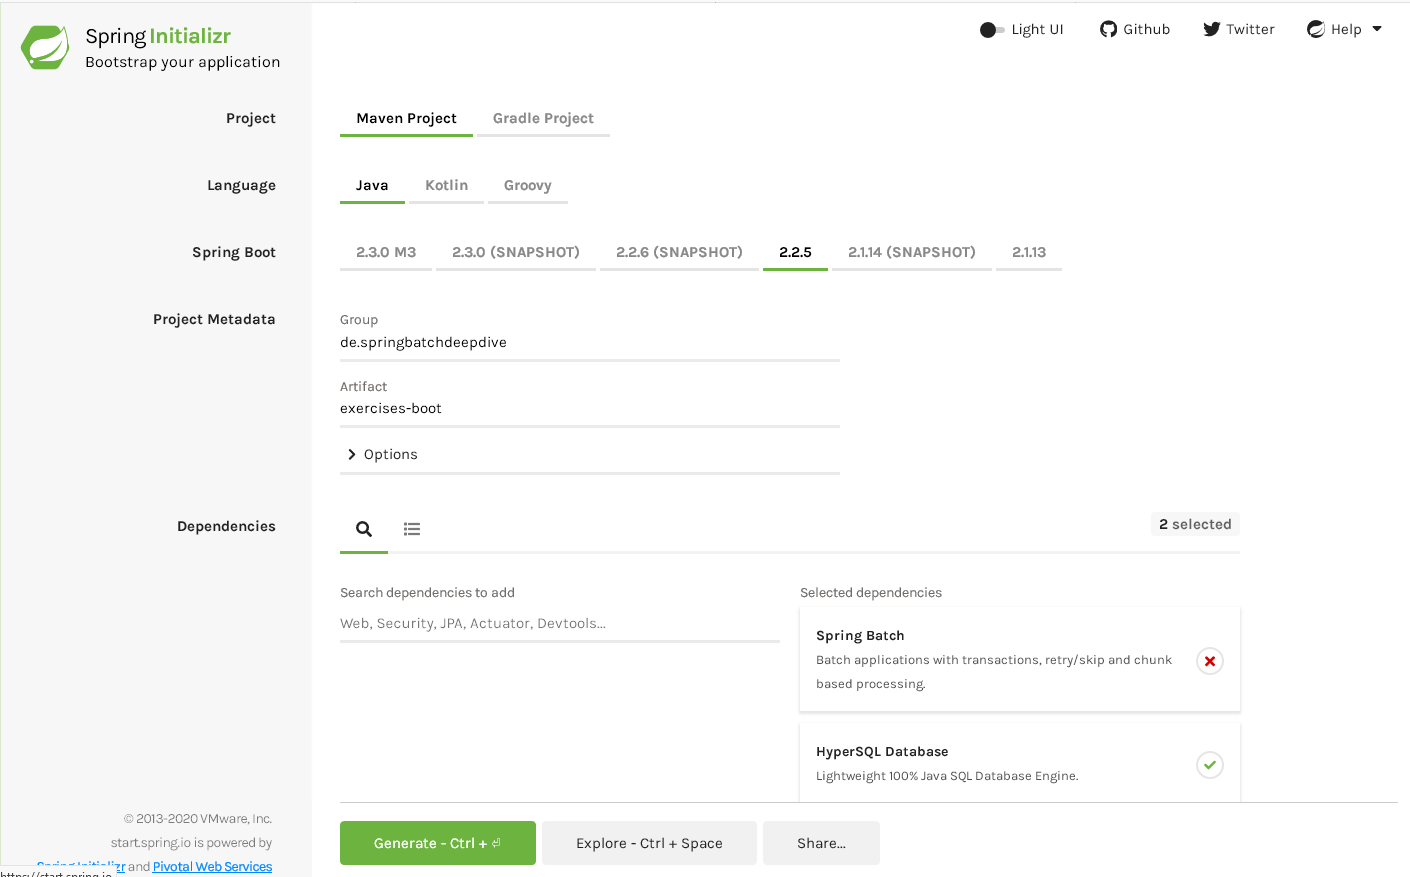 Spring Initializr
Bootstrap your application
Light UI
Github
Twitter
Help
Project
Maven Project
Gradle Project
Language
Java
Kotlin
Groovy
Spring Boot
2.3.0 M3
2.3.0 (SNAPSHOT)
2.2.6 (SNAPSHOT)
2.2.5
2.1.14 (SNAPSHOT)
2.1.13
Project Metadata
Group
de.springbatchdeepdive
Artifact
exercises-boot
Options
Dependencies
2 selected
Search dependencies to add
Web, Security, JPA, Actuator, Devtools...
Selected dependencies
Spring Batch
Batch applications with transactions, retry/skip and chunk
based processing.
HyperSQL Database
Lightweight 100% Java SQL Database Engine.
© 2013-2020 VMware, Inc.
start.spring.io is powered by
Spring Initializr and Pivotal Web Services
https://start.spring.io
Generate - Ctrl + ⏎
Explore - Ctrl + Space
Share...